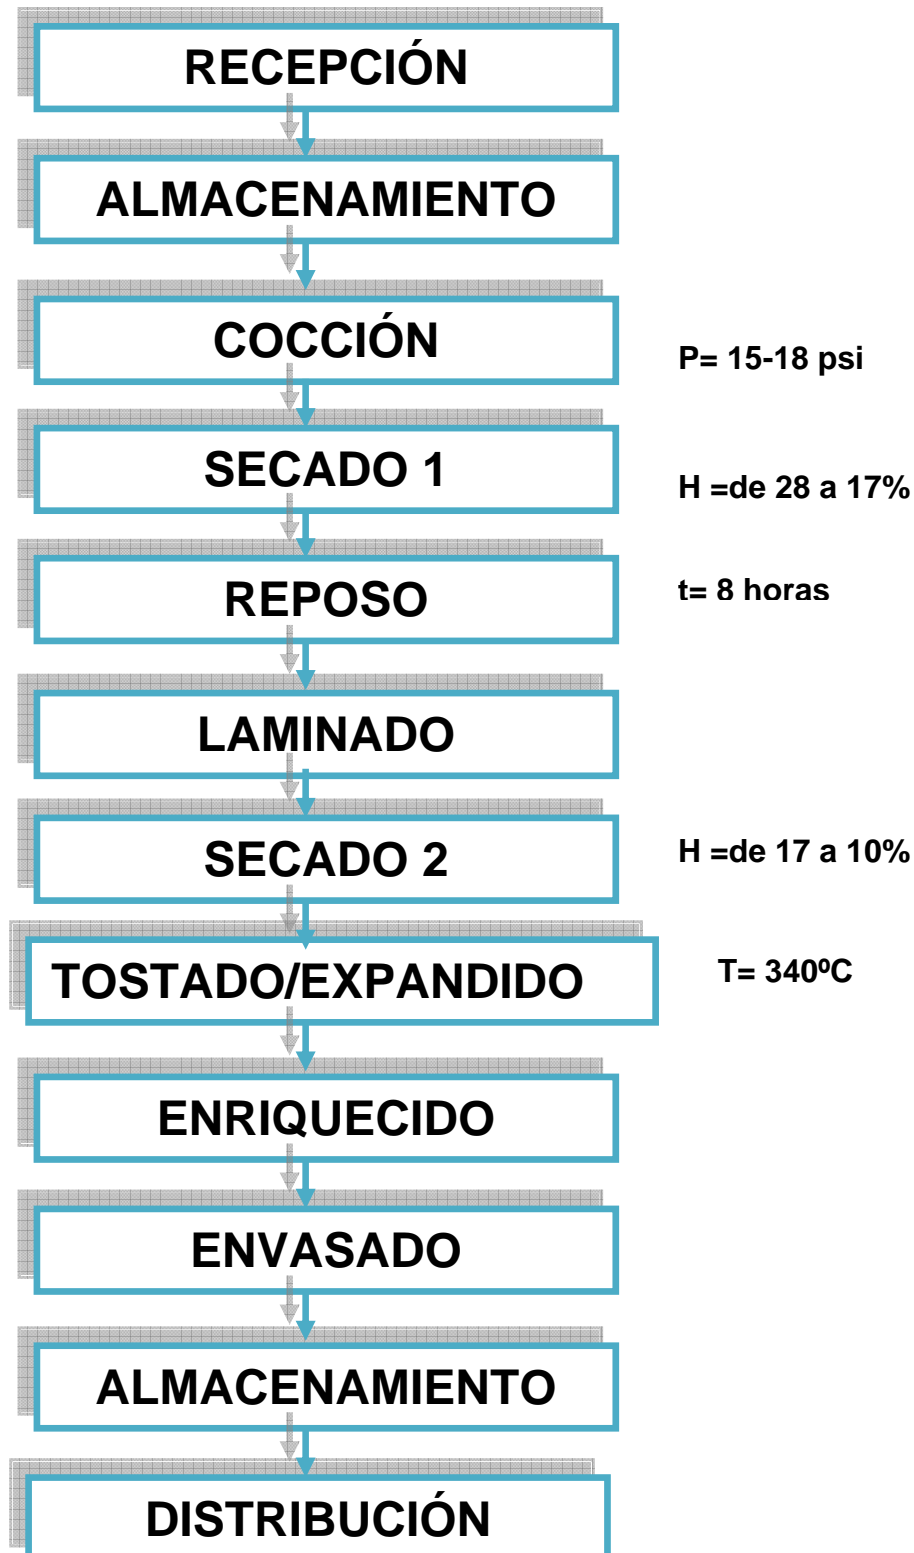 RECEPCIÓN
ALMACENAMIENTO
COCCIÓN
P= 15-18 psi
SECADO 1
H =de 28 a 17%
REPOSO
t= 8 horas
LAMINADO
SECADO 2
H =de 17 a 10%
TOSTADO/EXPANDIDO
T= 340ºC
ENRIQUECIDO
ENVASADO
ALMACENAMIENTO
DISTRIBUCIÓN